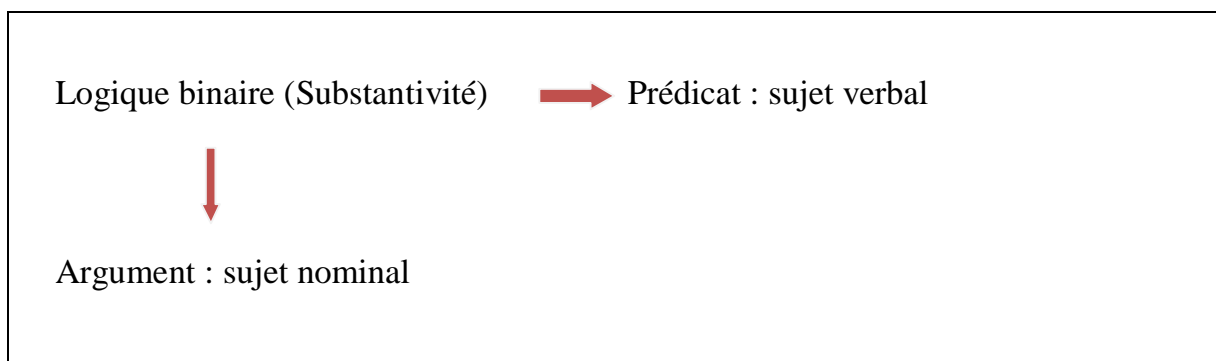 Logique binaire (Substantivité) Prédicat : sujet verbal
Argument : sujet nominal